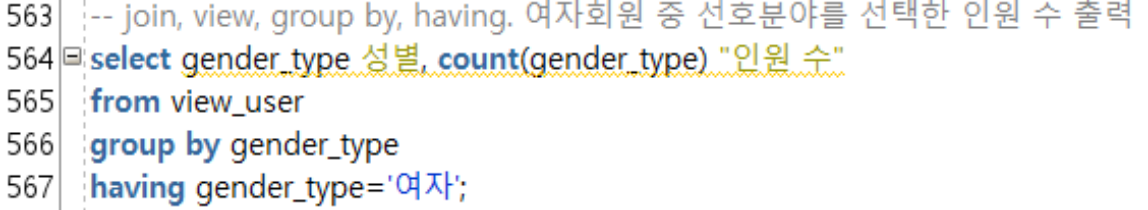 563 -- join, view, group by, having. 여자회원 중 선호분야를 선택한 인원 수 출력
564 select gender_type 성별, count(gender_type) "인원 수"
565 from view_user
566 group by gender_type
567 having gender_type='여자';